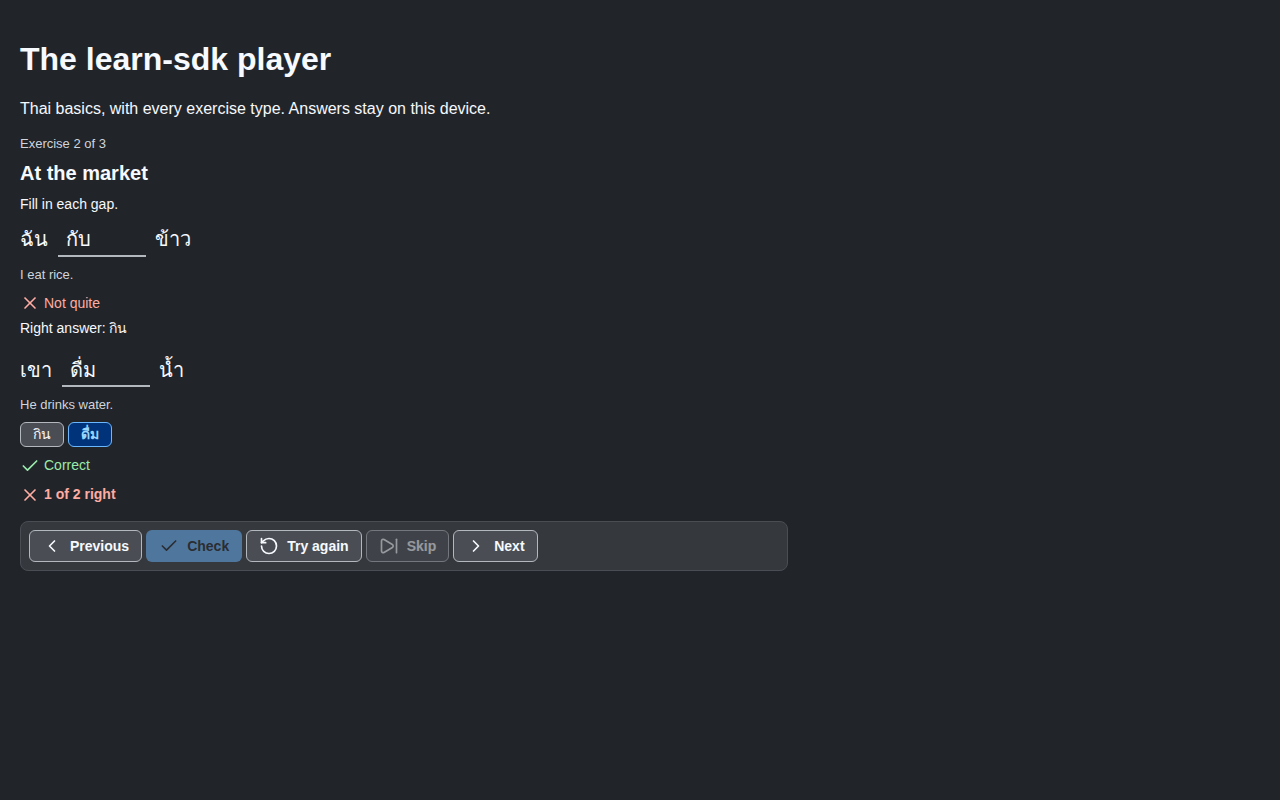 The learn-sdk player
Thai basics, with every exercise type. Answers stay on this device.
Exercise 2 of 3
At the market
Fill in each gap.
ฉัน กับ ข้าว
I eat rice.
Not quite
Right answer: กิน
เขา ดื่ม น้ำ
He drinks water.
กิน ดื่ม
Correct
1 of 2 right
Previous Check Try again Skip Next